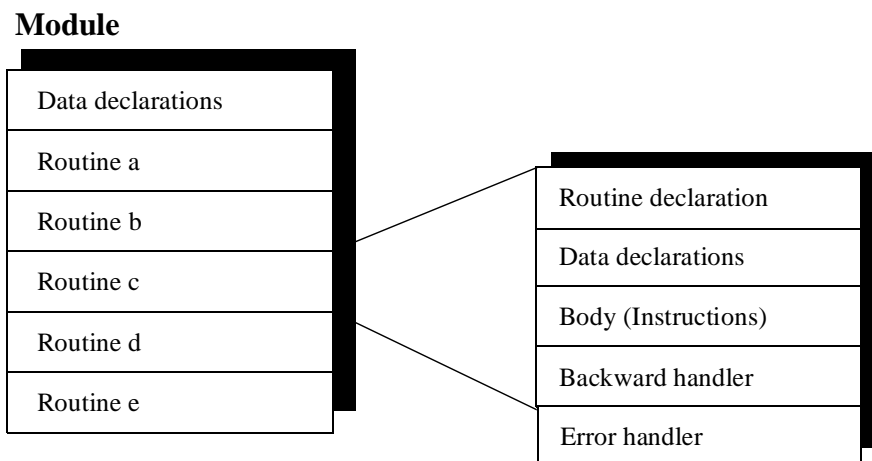 Module
Data declarations
Routine a
Routine b
Routine c
Routine d
Routine e
Routine declaration
Data declarations
Body (Instructions)
Backward handler
Error handler